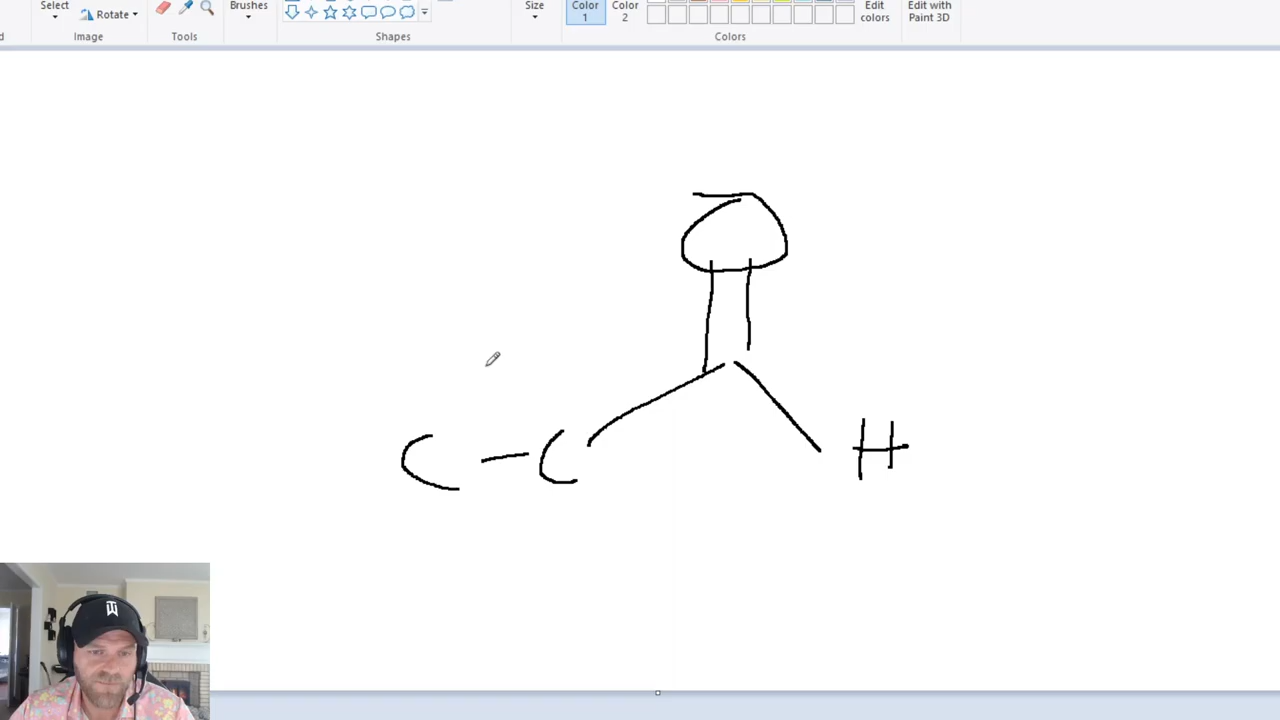 Select
Rotate
Image
Tools
Brushes
Shapes
Size
Color 1
Color 2
Edit colors
Edit with Paint 3D
Colors
O
C - C H